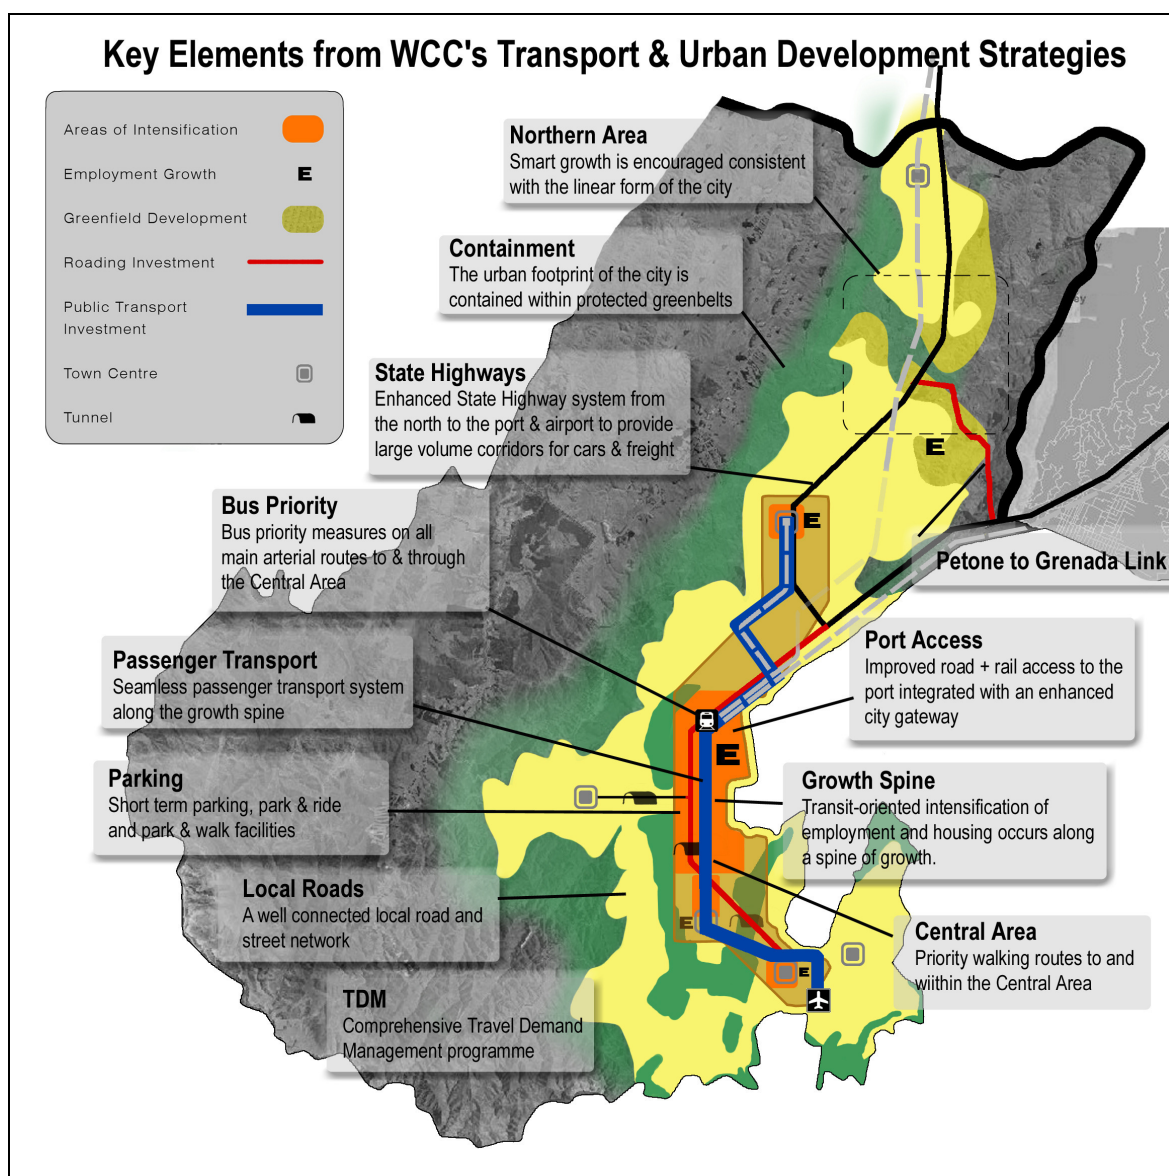 Key Elements from WCC's Transport & Urban Development Strategies
Areas of Intensification
Employment Growth
E
Greenfield Development
Roading Investment
Public Transport
Investment
Town Centre
Tunnel
Northern Area
Smart growth is encouraged consistent
with the linear form of the city
Containment
The urban footprint of the city is
contained within protected greenbelts
State Highways
Enhanced State Highway system from
the north to the port & airport to provide
large volume corridors for cars & freight
E
Bus Priority
Bus priority measures on all
main arterial routes to & through
the Central Area
E
Petone to Grenada Link
Passenger Transport
Seamless passenger transport system
along the growth spine
Port Access
Improved road + rail access to the
port integrated with an enhanced
city gateway
E
Parking
Short term parking, park & ride
and park & walk facilities
Growth Spine
Transit-oriented intensification of
employment and housing occurs along
a spine of growth.
Local Roads
A well connected local road and
street network
E
Central Area
Priority walking routes to and
wiithin the Central Area
E
TDM
Comprehensive Travel Demand
Management programme